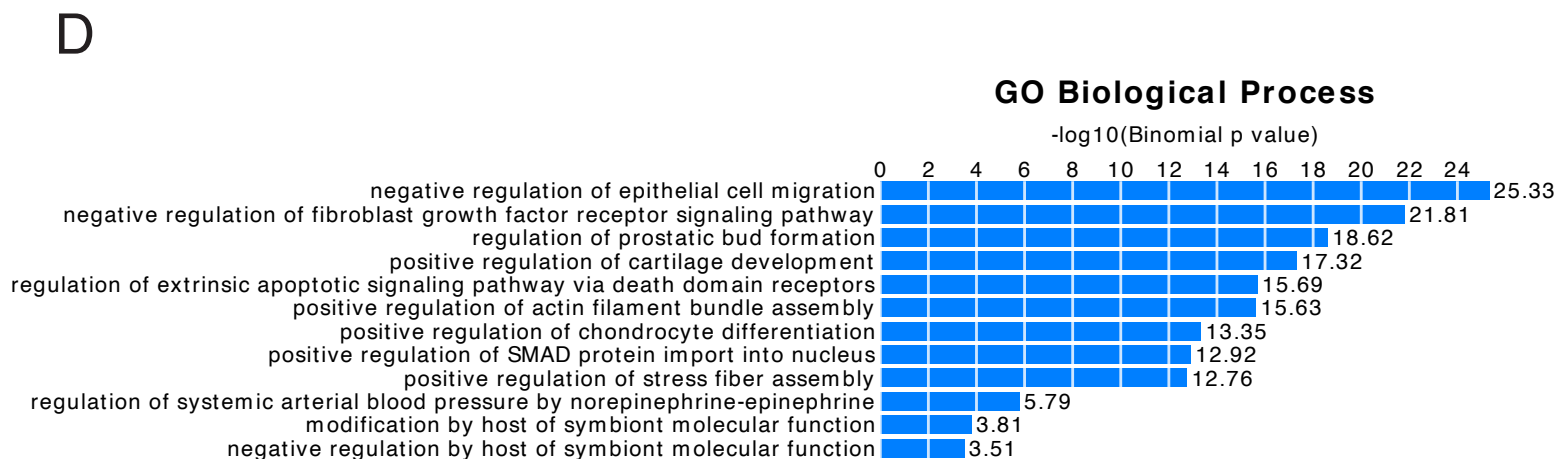 D
GO Biological Process
-log10(Binomial p value)
0 2 4 6 8 10 12 14 16 18 20 22 24
negative regulation of epithelial cell migration 25.33
negative regulation of fibroblast growth factor receptor signaling pathway 21.81
regulation of prostatic bud formation 18.62
positive regulation of cartilage development 17.32
regulation of extrinsic apoptotic signaling pathway via death domain receptors 15.69
positive regulation of actin filament bundle assembly 15.63
positive regulation of chondrocyte differentiation 13.35
positive regulation of SMAD protein import into nucleus 12.92
positive regulation of stress fiber assembly 12.76
regulation of systemic arterial blood pressure by norepinephrine-epinephrine 5.79
modification by host of symbiont molecular function 3.81
negative regulation by host of symbiont molecular function 3.51